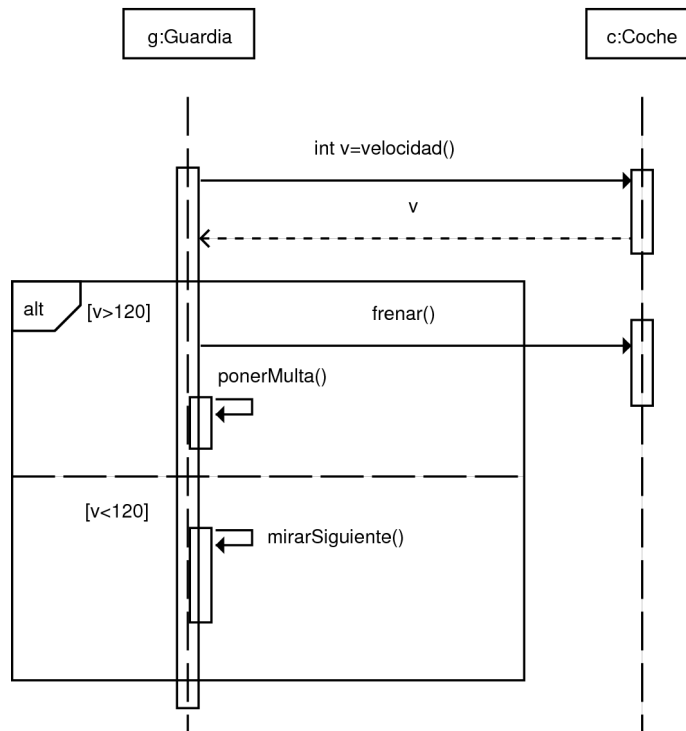 g:Guardia
c:Coche
int v=velocidad()
v
alt
[v>120]
frenar()
ponerMulta()
[v<120]
mirarSiguiente()